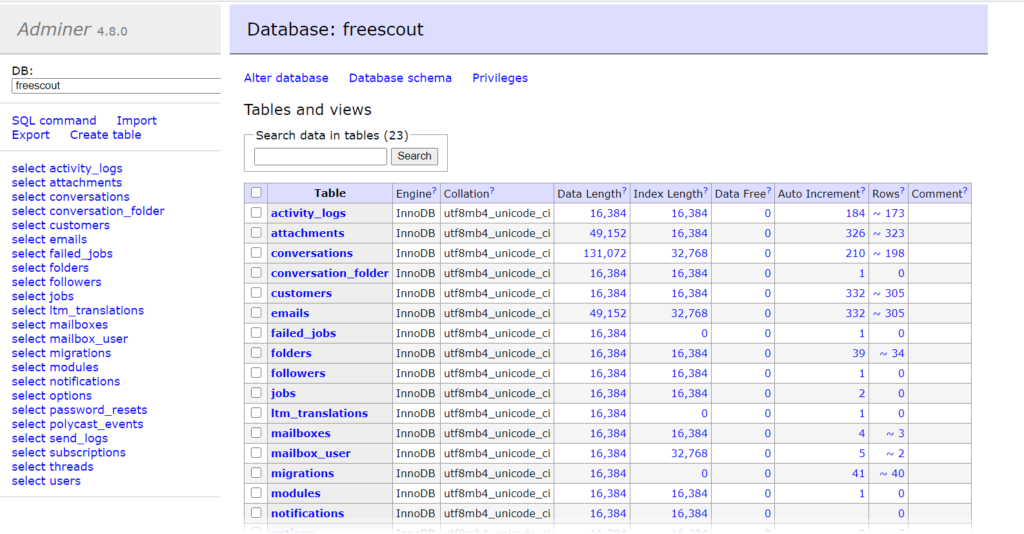 Adminer 4.8.0
DB:
freescout
SQL command Import
Export Create table
select activity_logs
select attachments
select conversations
select conversation_folder
select customers
select emails
select failed_jobs
select folders
select followers
select jobs
select ltm_translations
select mailboxes
select mailbox_user
select migrations
select modules
select notifications
select options
select password_resets
select polycast_events
select send_logs
select subscriptions
select threads
select users
Database: freescout
Alter database Database schema Privileges
Tables and views
Search data in tables (23)
Search
Table Engine? Collation? Data Length? Index Length? Data Free? Auto Increment? Rows? Comment?
activity_logs InnoDB utf8mb4_unicode_ci 16,384 16,384 0 184 ~ 173
attachments InnoDB utf8mb4_unicode_ci 49,152 16,384 0 326 ~ 323
conversations InnoDB utf8mb4_unicode_ci 131,072 32,768 0 210 ~ 198
conversation_folder InnoDB utf8mb4_unicode_ci 16,384 16,384 0 1 0
customers InnoDB utf8mb4_unicode_ci 16,384 16,384 0 332 ~ 305
emails InnoDB utf8mb4_unicode_ci 49,152 32,768 0 332 ~ 305
failed_jobs InnoDB utf8mb4_unicode_ci 16,384 0 0 1 0
folders InnoDB utf8mb4_unicode_ci 16,384 16,384 0 39 ~ 34
followers InnoDB utf8mb4_unicode_ci 16,384 16,384 0 1 0
jobs InnoDB utf8mb4_unicode_ci 16,384 16,384 0 2 0
ltm_translations InnoDB utf8mb4_unicode_ci 16,384 0 0 1 0
mailboxes InnoDB utf8mb4_unicode_ci 16,384 16,384 0 4 ~ 3
mailbox_user InnoDB utf8mb4_unicode_ci 16,384 32,768 0 5 ~ 2
migrations InnoDB utf8mb4_unicode_ci 16,384 0 0 41 ~ 40
modules InnoDB utf8mb4_unicode_ci 16,384 16,384 0 1 0
notifications InnoDB utf8mb4_unicode_ci 16,384 16,384 0 0